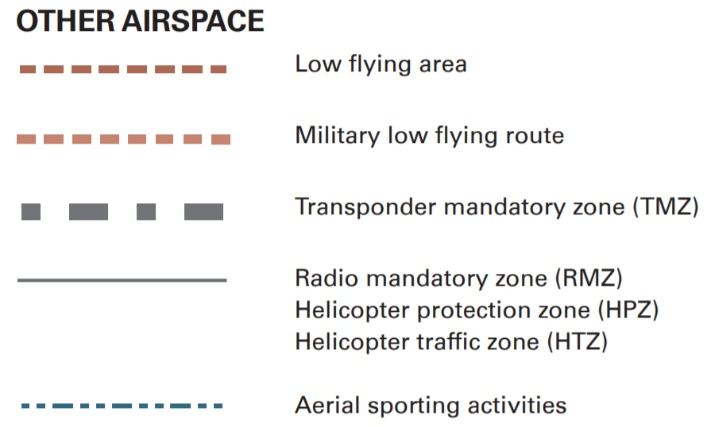 OTHER AIRSPACE
Low flying area
Military low flying route
Transponder mandatory zone (TMZ)
Radio mandatory zone (RMZ)
Helicopter protection zone (HPZ)
Helicopter traffic zone (HTZ)
Aerial sporting activities